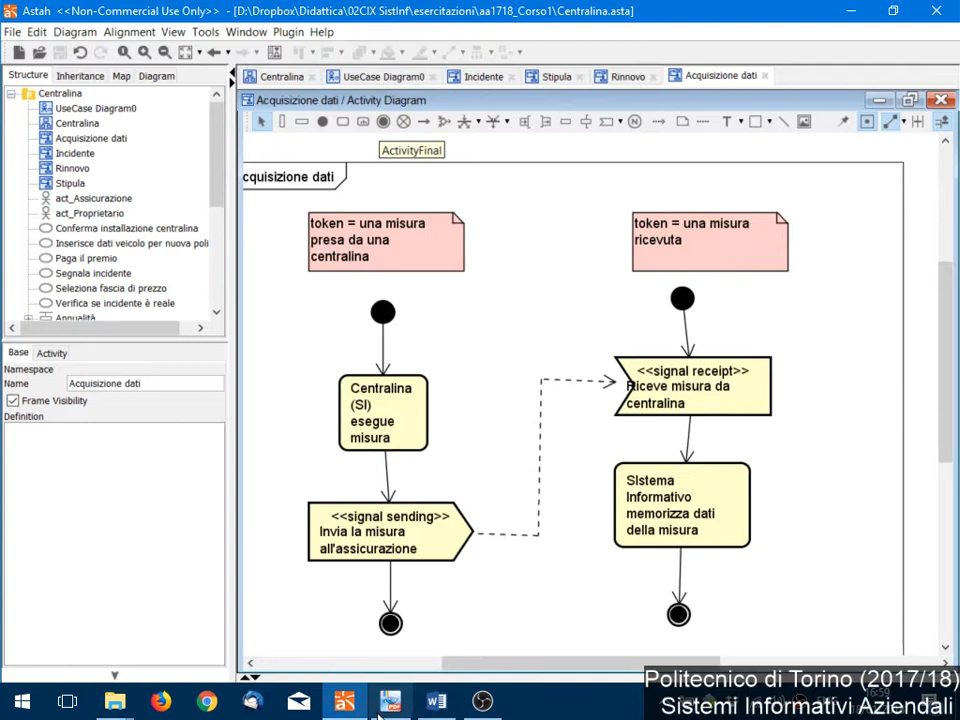 Astah <<Non-Commercial Use Only>> - [D:\Dropbox\Didattica\02CIX SistInf\esercitazioni\aa1718_Corso1\Centralina.asta]
File Edit Diagram Alignment View Tools Window Plugin Help
Structure Inheritance Map Diagram
Centralina UseCase Diagram0 Incidente Stipula Rinnovo Acquisizione dati
Centralina
UseCase Diagram0
Centralina
Acquisizione dati
Incidente
Rinnovo
Stipula
act_Assicurazione
act_Proprietario
Conferma installazione centralina
Inserisce dati veicolo per nuova poli
Paga il premio
Segnala incidente
Seleziona fascia di prezzo
Verifica se incidente è reale
Annualità
Base Activity
Namespace
Name Acquisizione dati
Frame Visibility
Definition
Acquisizione dati / Activity Diagram
ActivityFinal
cquisizione dati
token = una misura
presa da una
centralina
token = una misura
ricevuta
Centralina
(SI)
esegue
misura
<<signal sending>>
Invia la misura
all'assicurazione
<<signal receipt>>
Riceve misura da
centralina
SIstema
Informativo
memorizza dati
della misura
16:59
Politecnico di Torino (2017/18)
Sistemi Informativi Aziendali